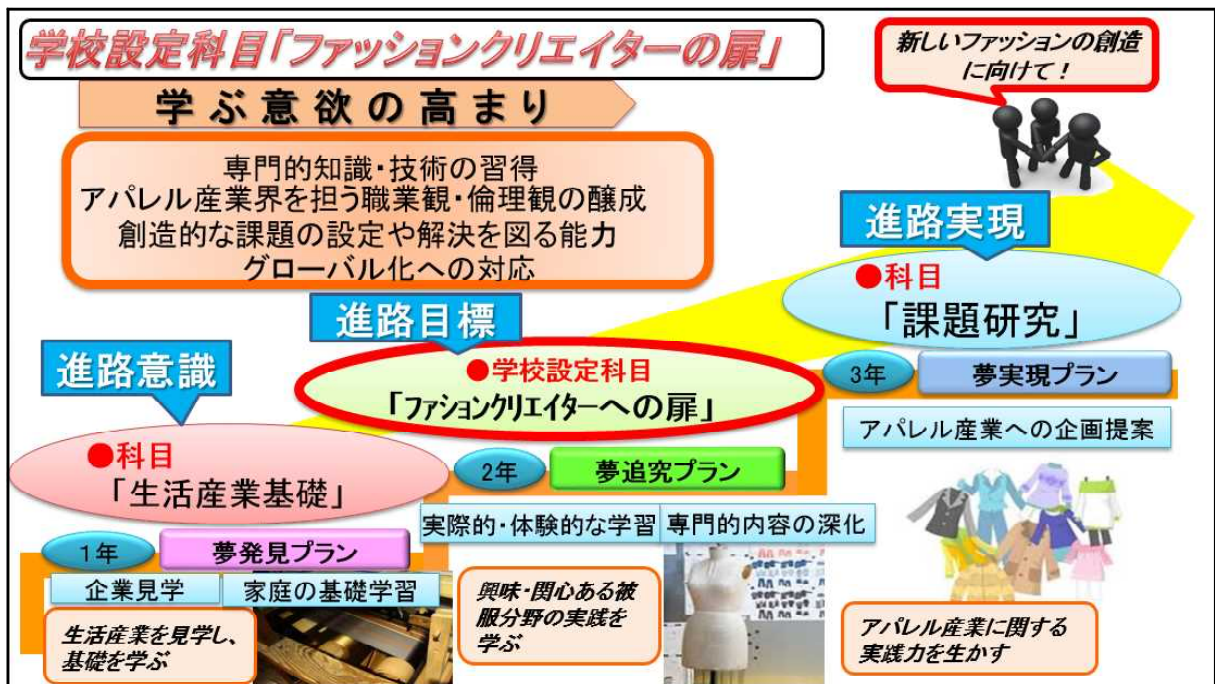 学校設定科目「ファッションクリエイターの扉」
新しいファッションの創造
に向けて！
学ぶ意欲の高まり
専門的知識・技術の習得
アパレル産業界を担う職業観・倫理観の醸成
創造的な課題の設定や解決を図る能力
グローバル化への対応
進路実現
●科目
「課題研究」
3年
夢実現プラン
アパレル産業への企画提案
アパレル産業に関する
実践力を生かす
進路目標
●学校設定科目
「ファションクリエイターへの扉」
2年
夢追究プラン
実際的・体験的な学習
専門的内容の深化
興味・関心ある被
服分野の実践を
学ぶ
進路意識
●科目
「生活産業基礎」
1年
夢発見プラン
企業見学
家庭の基礎学習
生活産業を見学し、
基礎を学ぶ